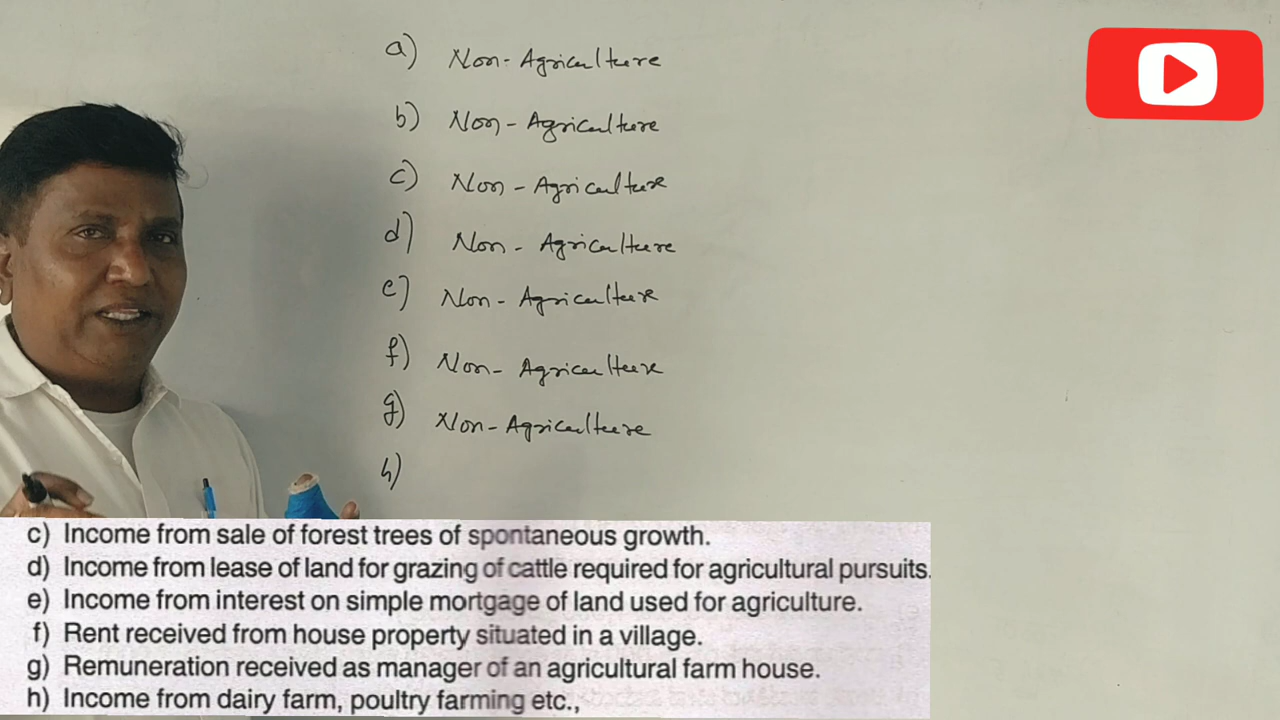 a) Non-Agriculture
b) Non-Agriculture
c) Non-Agriculture
d) Non-Agriculture
e) Non-Agriculture
f) Non-Agriculture
g) Non-Agriculture
h)
c) Income from sale of forest trees of spontaneous growth.
d) Income from lease of land for grazing of cattle required for agricultural pursuits.
e) Income from interest on simple mortgage of land used for agriculture.
f) Rent received from house property situated in a village.
g) Remuneration received as manager of an agricultural farm house.
h) Income from dairy farm, poultry farming etc.,